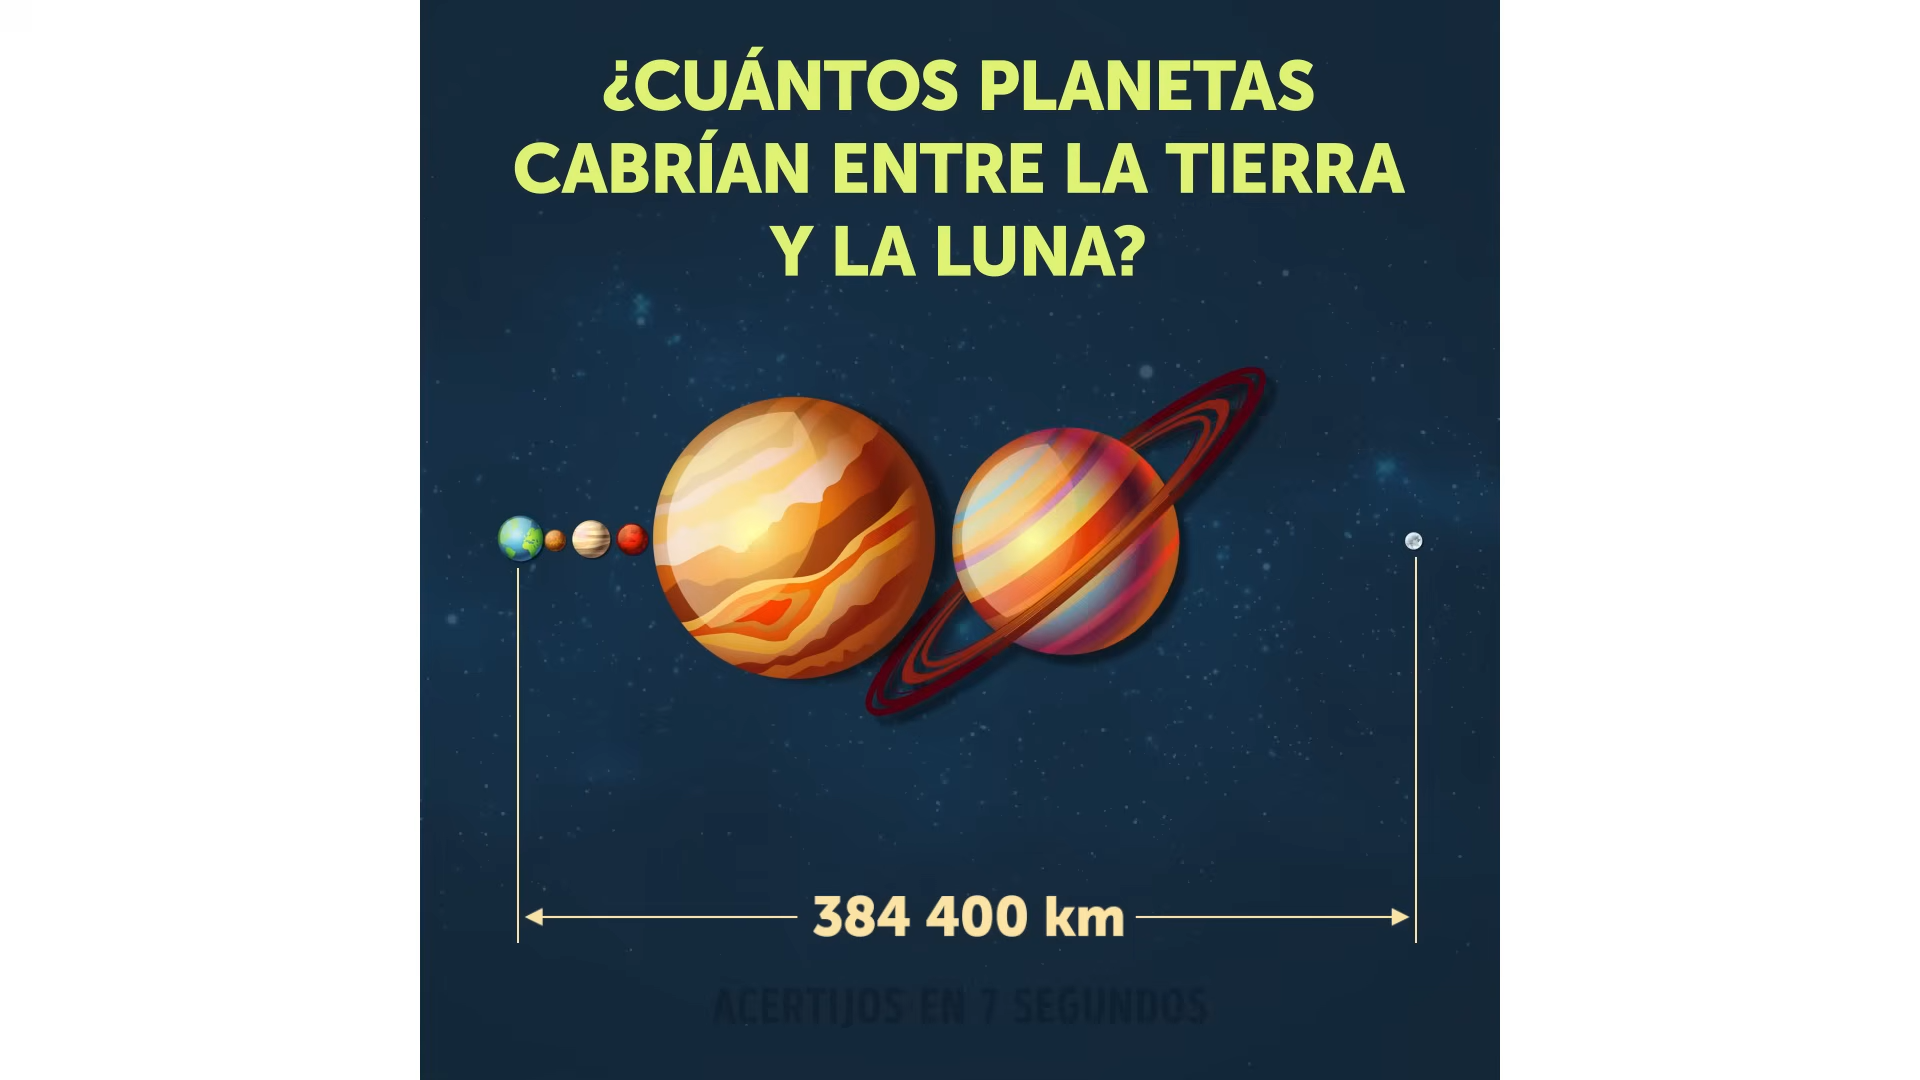 ¿CUÁNTOS PLANETAS
CABRÍAN ENTRE LA TIERRA
Y LA LUNA?
384 400 km
ACERTIJOS EN 7 SEGUNDOS